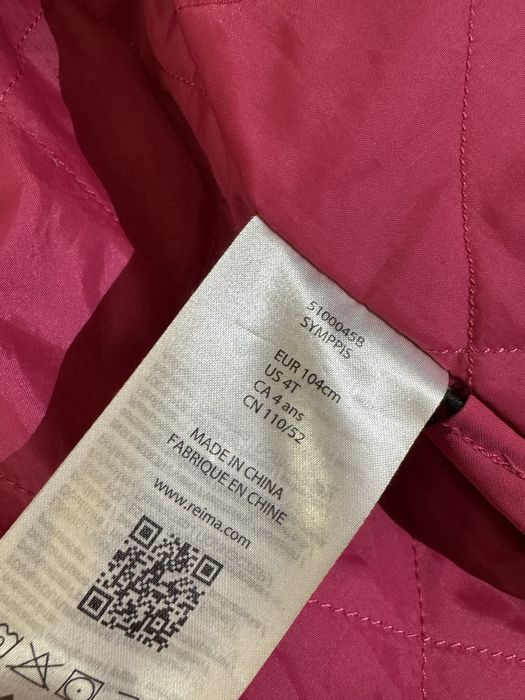 5100045B
SYMPPIS
EUR 104cm
US 4T
CA 4 ans
CN 110/52
MADE IN CHINA
FABRIQUE EN CHINE
www.reima.com